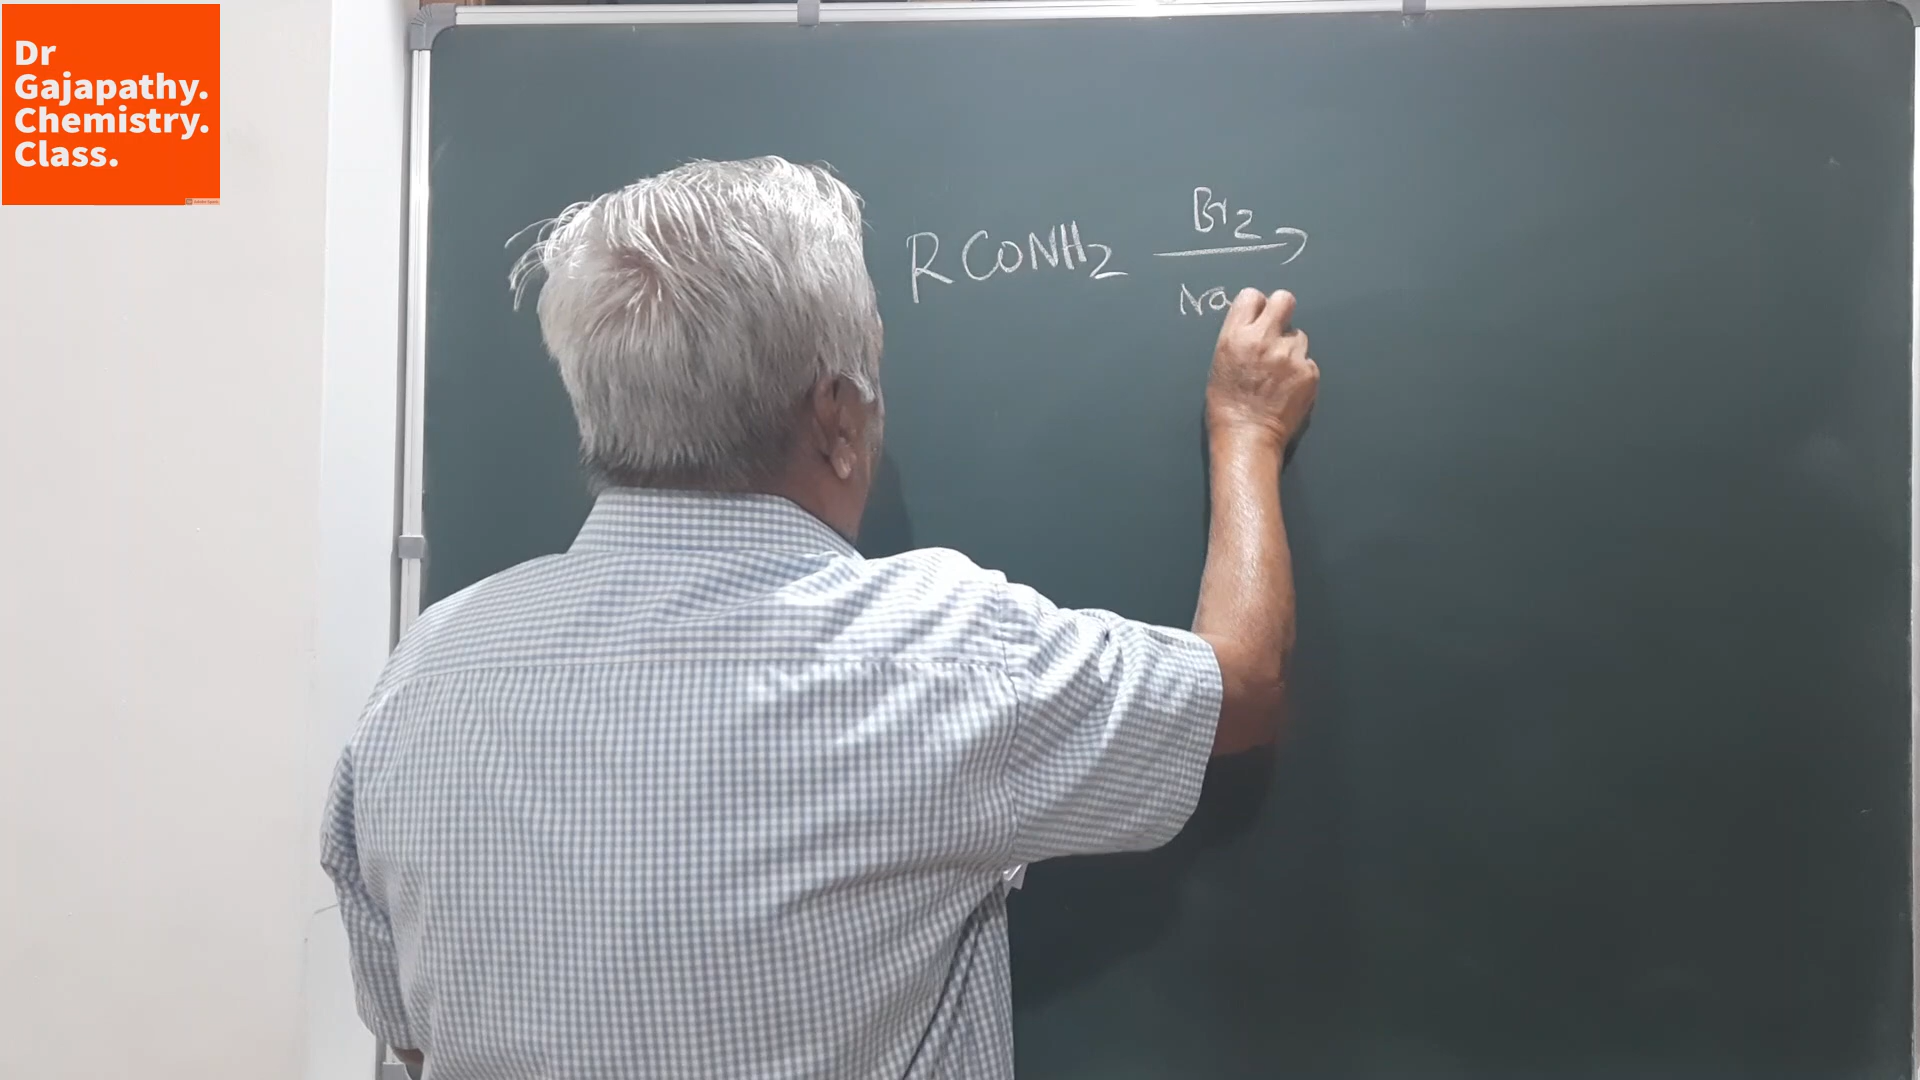 Dr
Gajapathy.
Chemistry.
Class.
Br2
RCONH2
Na